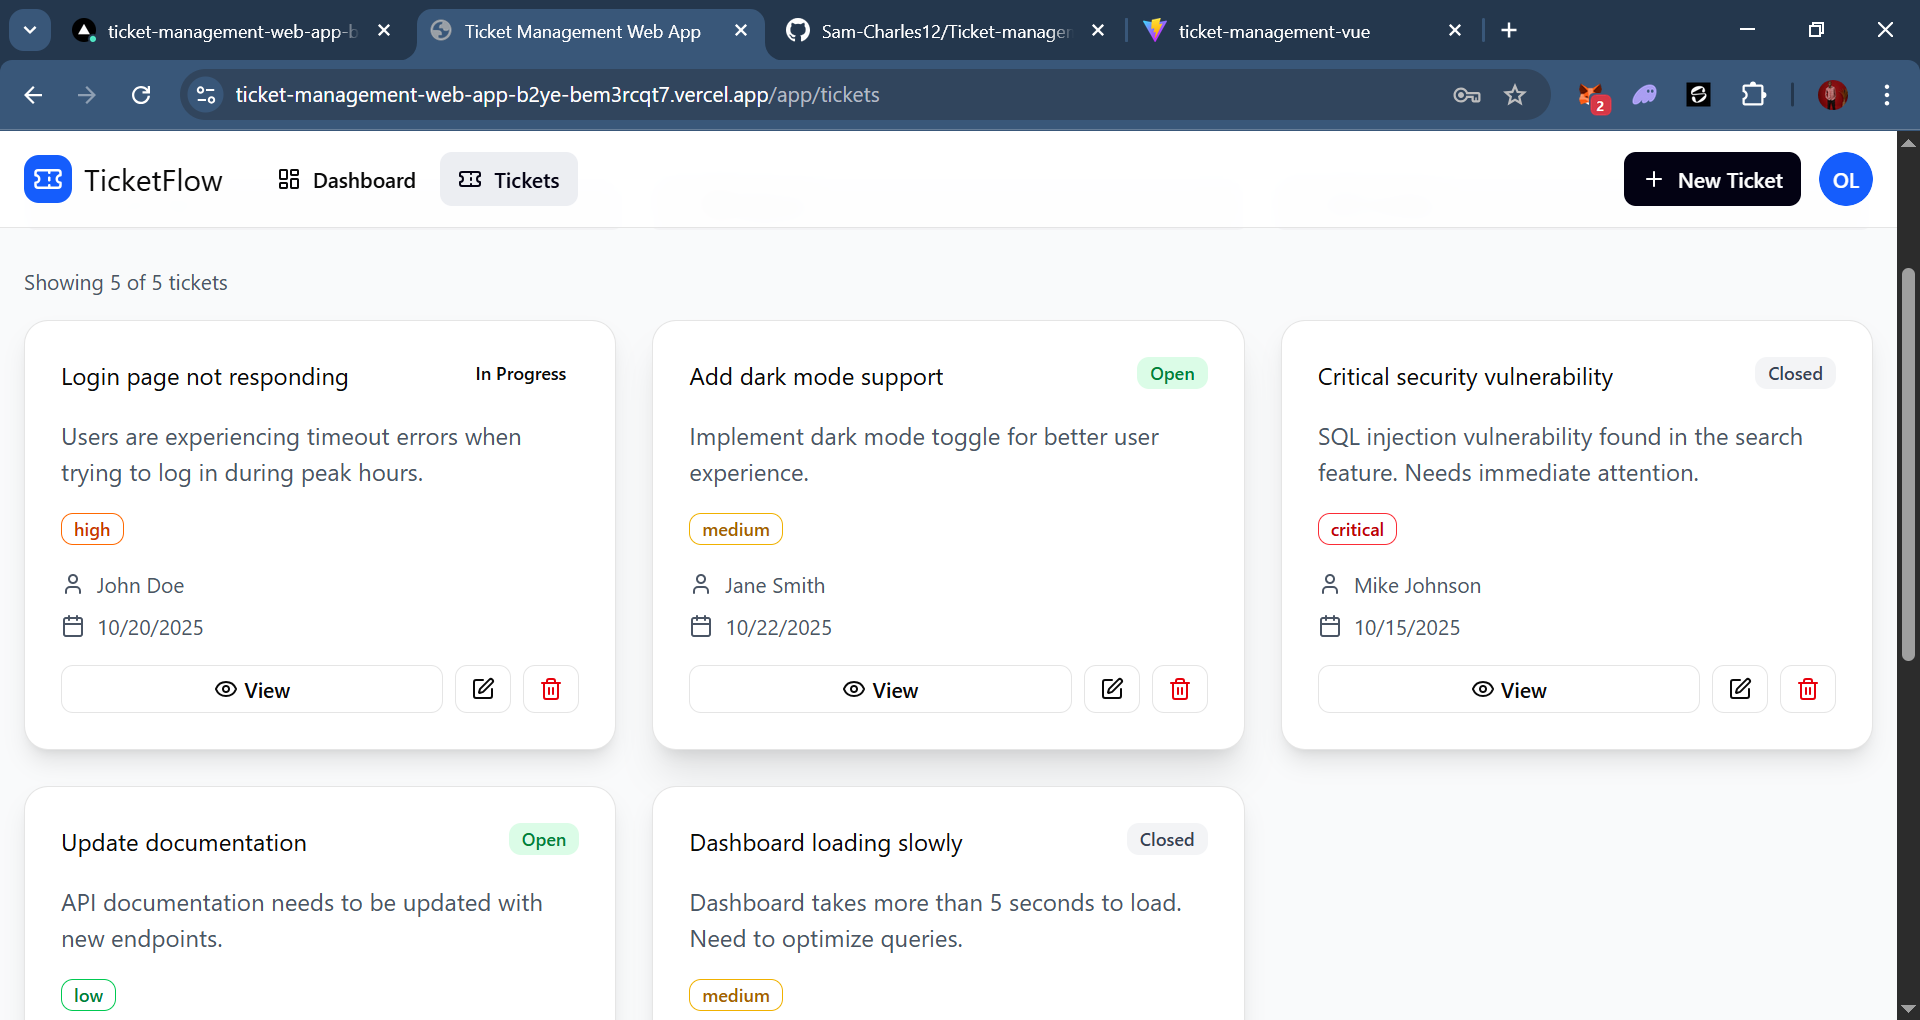 ticket-management-web-app-b
Ticket Management Web App
Sam-Charles12/Ticket-manager
ticket-management-vue
ticket-management-web-app-b2ye-bem3rcqt7.vercel.app/app/tickets
2
TicketFlow
Dashboard
Tickets
New Ticket
OL
Showing 5 of 5 tickets
Login page not responding
In Progress
Users are experiencing timeout errors when
trying to log in during peak hours.
high
John Doe
10/20/2025
View
Add dark mode support
Open
Implement dark mode toggle for better user
experience.
medium
Jane Smith
10/22/2025
View
Critical security vulnerability
Closed
SQL injection vulnerability found in the search
feature. Needs immediate attention.
critical
Mike Johnson
10/15/2025
View
Update documentation
Open
API documentation needs to be updated with
new endpoints.
low
Dashboard loading slowly
Closed
Dashboard takes more than 5 seconds to load.
Need to optimize queries.
medium